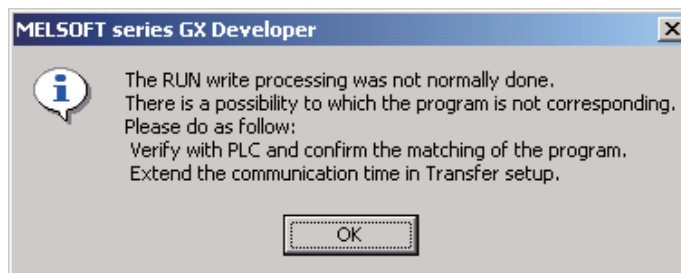 MELSOFT series GX Developer
The RUN write processing was not normally done.
There is a possibility to which the program is not corresponding.
Please do as follow:
Verify with PLC and confirm the matching of the program.
Extend the communication time in Transfer setup.
OK